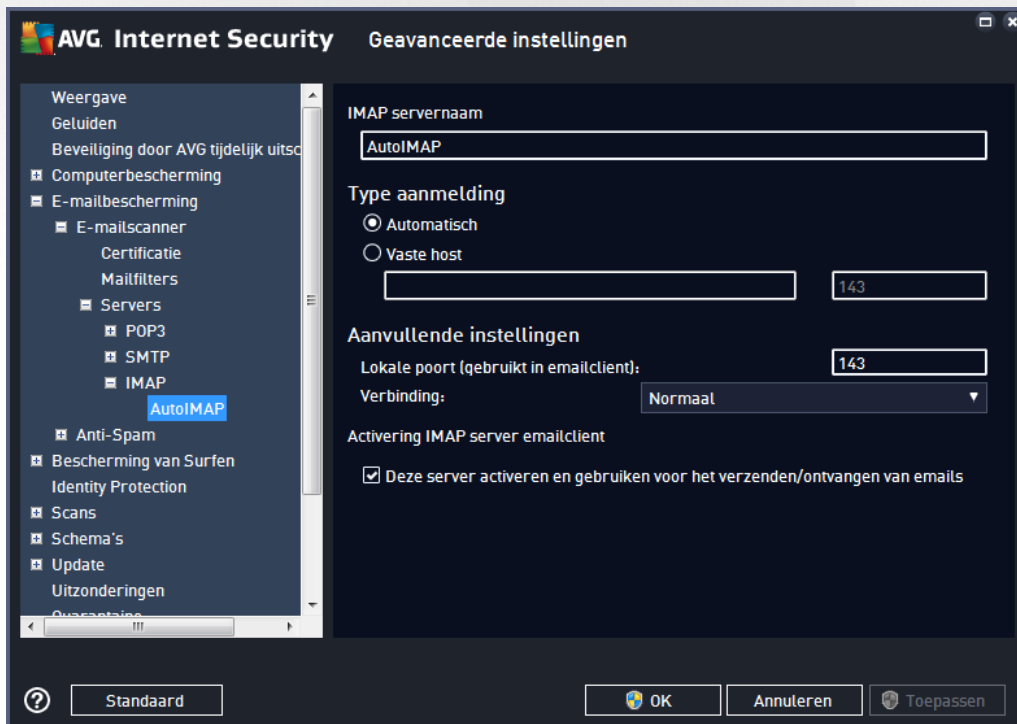 AVG Internet Security Geavanceerde instellingen
Weergave
Geluiden
Beveiliging door AVG tijdelijk uitsc
Computerbescherming
E-mailbescherming
E-mailscanner
Certificatie
Mailfilters
Servers
POP3
SMTP
IMAP
AutoIMAP
Anti-Spam
Bescherming van Surfen
Identity Protection
Scans
Schema's
Update
Uitzonderingen
Quarantaine
IMAP servernaam
AutoIMAP
Type aanmelding
Automatisch
Vaste host
143
Aanvullende instellingen
Lokale poort (gebruikt in emailclient): 143
Verbinding: Normaal
Activering IMAP server emailclient
Deze server activeren en gebruiken voor het verzenden/ontvangen van emails
? Standaard OK Annuleren Toepassen